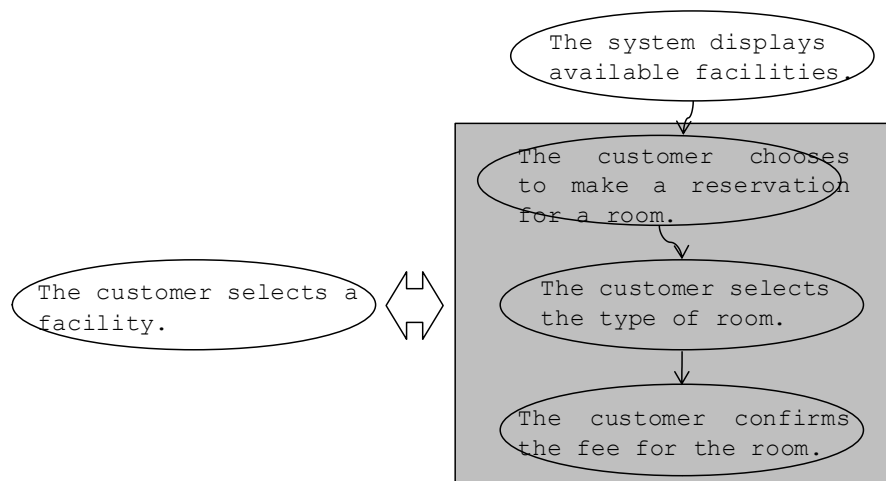 The system displays
available facilities.
The customer chooses
to make a reservation
for a room.
The customer selects a
facility.
The customer selects
the type of room.
The customer confirms
the fee for the room.